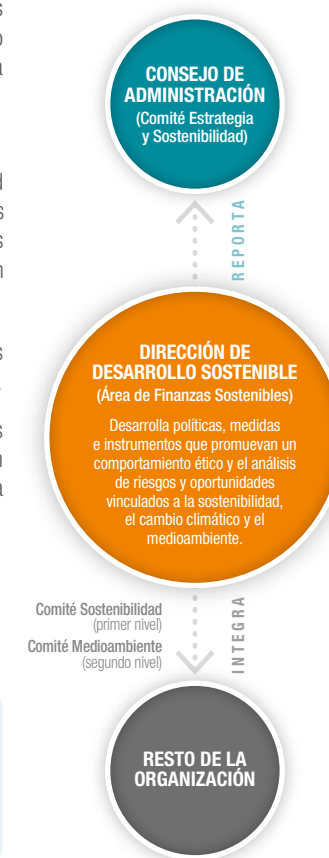 CONSEJO DE
ADMINISTRACIÓN
(Comité Estrategia
y Sostenibilidad)
REPORTA
DIRECCIÓN DE
DESARROLLO SOSTENIBLE
(Área de Finanzas Sostenibles)
Desarrolla políticas, medidas
e instrumentos que promuevan un
comportamiento ético y el análisis
de riesgos y oportunidades
vinculados a la sostenibilidad,
el cambio climático y el
medioambiente.
Comité Sostenibilidad
(primer nivel)
Comité Medioambiente
(segundo nivel)
INTEGRA
RESTO DE LA
ORGANIZACIÓN